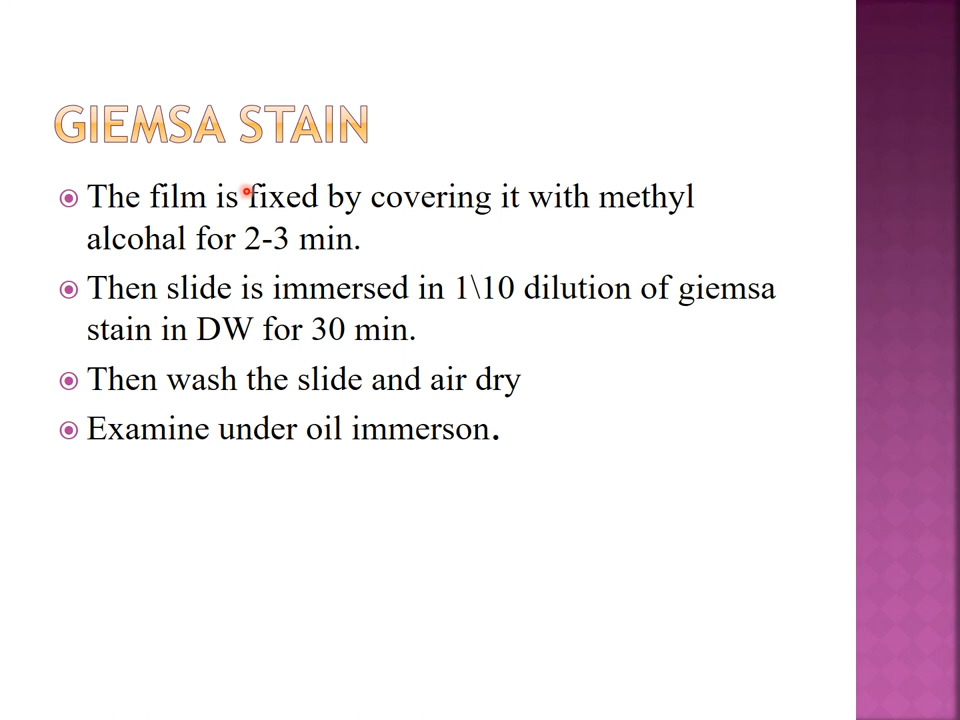 GIEMSA STAIN
The film is fixed by covering it with methyl
alcohal for 2-3 min.
Then slide is immersed in 1\10 dilution of giemsa
stain in DW for 30 min.
Then wash the slide and air dry
Examine under oil immerson.